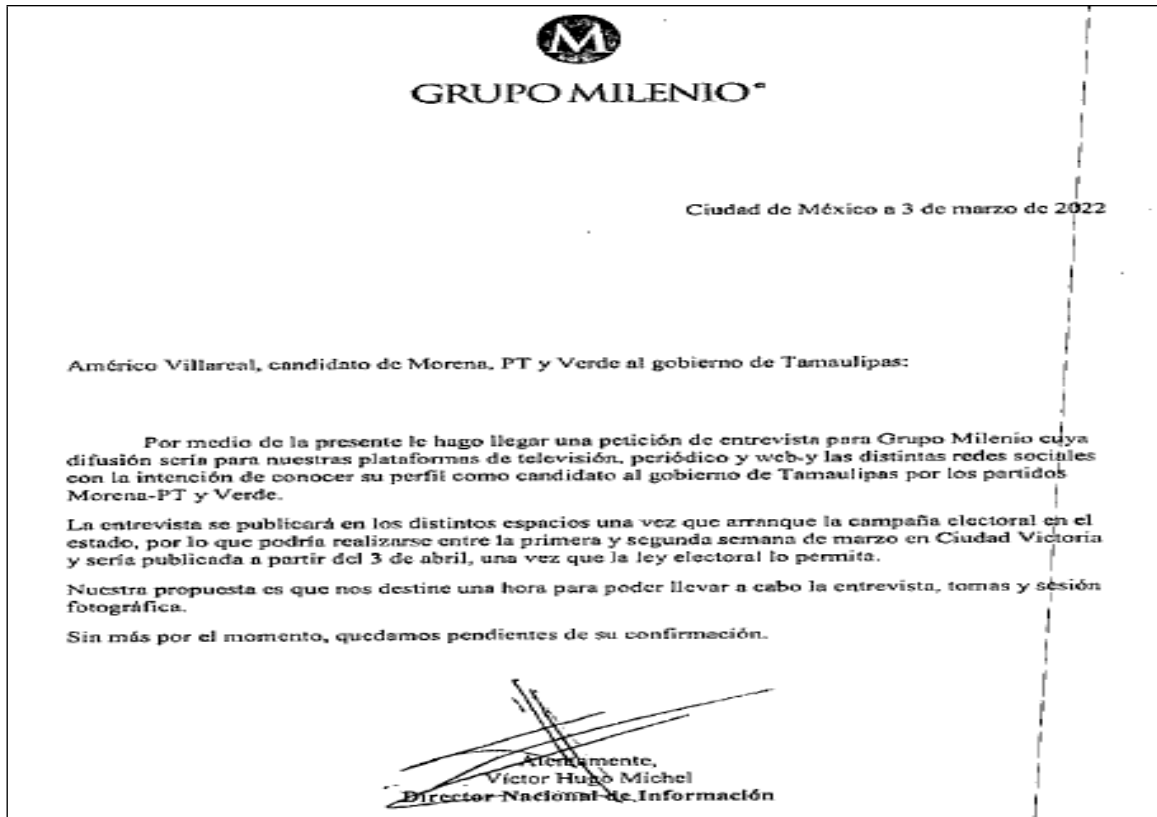 M
GRUPO MILENIO
Ciudad de México a 3 de marzo de 2022
Américo Villareal, candidato de Morena, PT y Verde al gobierno de Tamaulipas:
Por medio de la presente le hago llegar una petición de entrevista para Grupo Milenio cuya
difusión sería para nuestras plataformas de televisión, periódico y web-y las distintas redes sociales
con la intención de conocer su perfil como candidato al gobierno de Tamaulipas por los partidos
Morena-PT y Verde.
La entrevista se publicará en los distintos espacios una vez que arranque la campaña electoral en el
estado, por lo que podría realizarse entre la primera y segunda semana de marzo en Ciudad Victoria
y sería publicada a partir del 3 de abril, una vez que la ley electoral lo permita.
Nuestra propuesta es que nos destine una hora para poder llevar a cabo la entrevista, tomas y sesión
fotográfica.
Sin más por el momento, quedamos pendientes de su confirmación.
Atentamente,
Víctor Hugo Michel
Director Nacional de Información